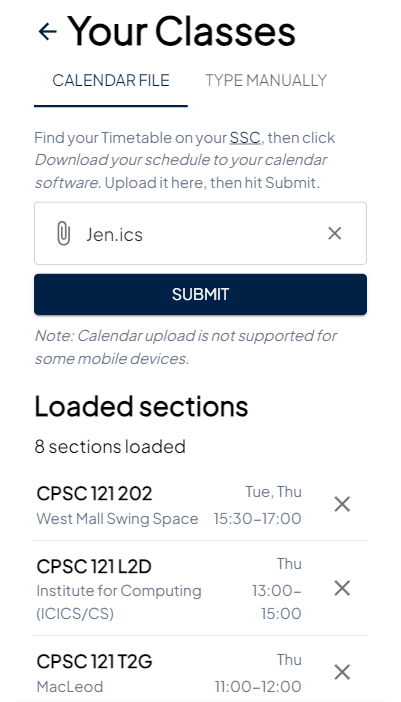 ← Your Classes
CALENDAR FILE TYPE MANUALLY
Find your Timetable on your SSC, then click
Download your schedule to your calendar
software. Upload it here, then hit Submit.
Jen.ics
SUBMIT
Note: Calendar upload is not supported for
some mobile devices.
Loaded sections
8 sections loaded
CPSC 121 202 Tue, Thu
West Mall Swing Space 15:30–17:00
CPSC 121 L2D Thu
Institute for Computing 13:00–
(ICICS/CS) 15:00
CPSC 121 T2G Thu
MacLeod 11:00–12:00